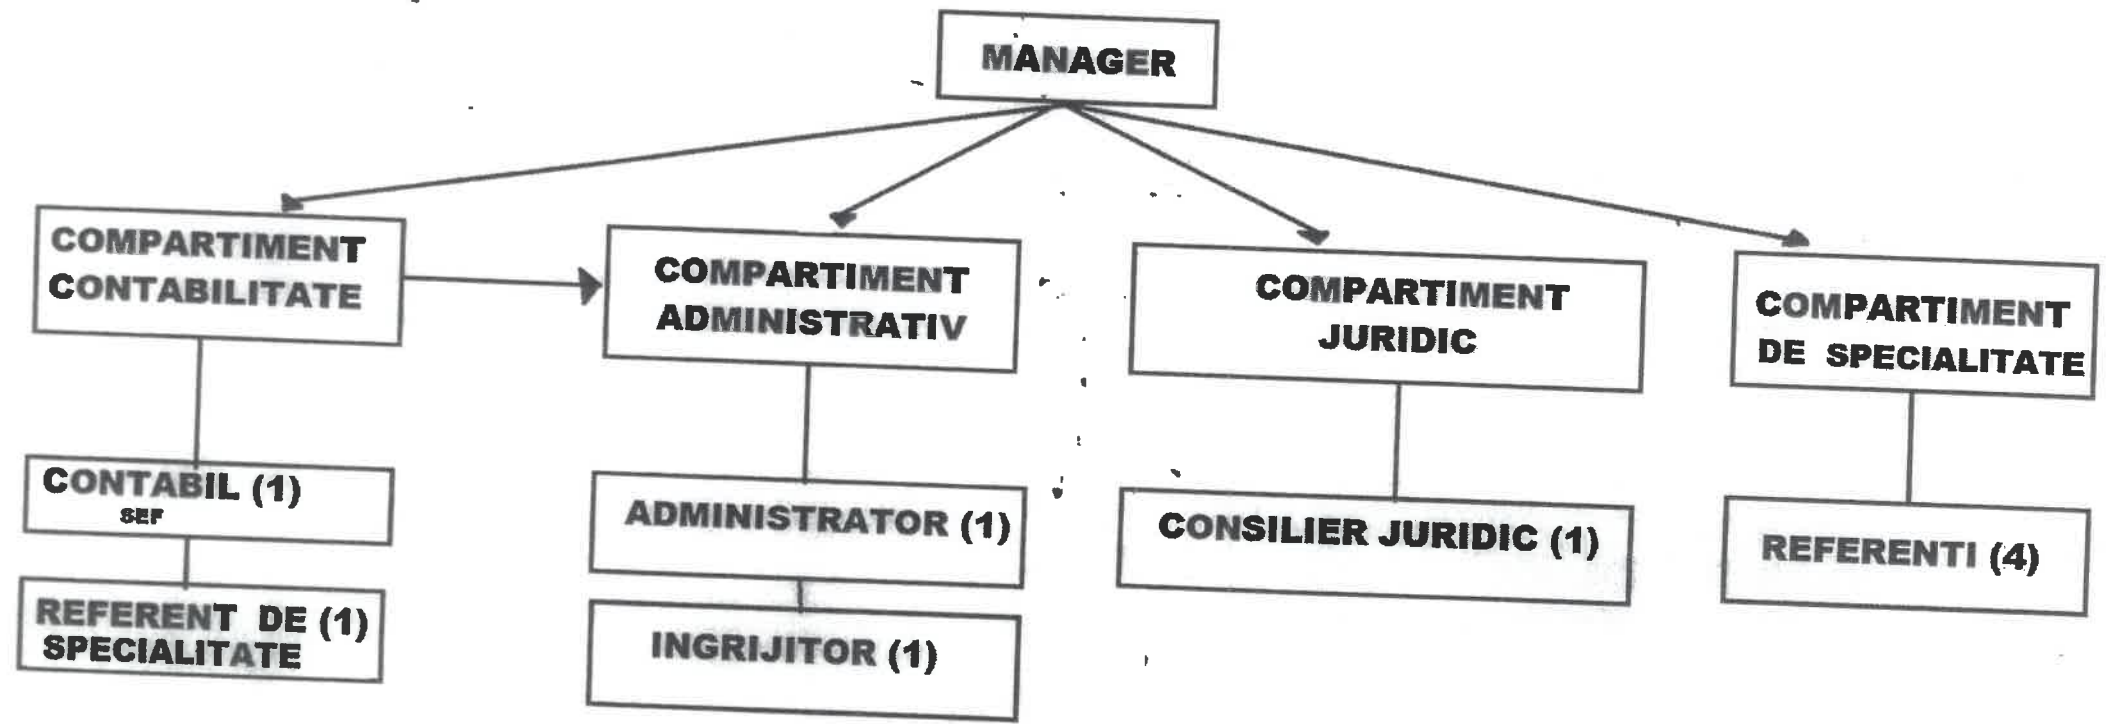 MANAGER
COMPARTIMENT
CONTABILITATE
COMPARTIMENT
ADMINISTRATIV
COMPARTIMENT
JURIDIC
COMPARTIMENT
DE SPECIALITATE
CONTABIL (1)
SEF
REFERENT DE (1)
SPECIALITATE
ADMINISTRATOR (1)
INGRIJITOR (1)
CONSILIER JURIDIC (1)
REFERENTI (4)